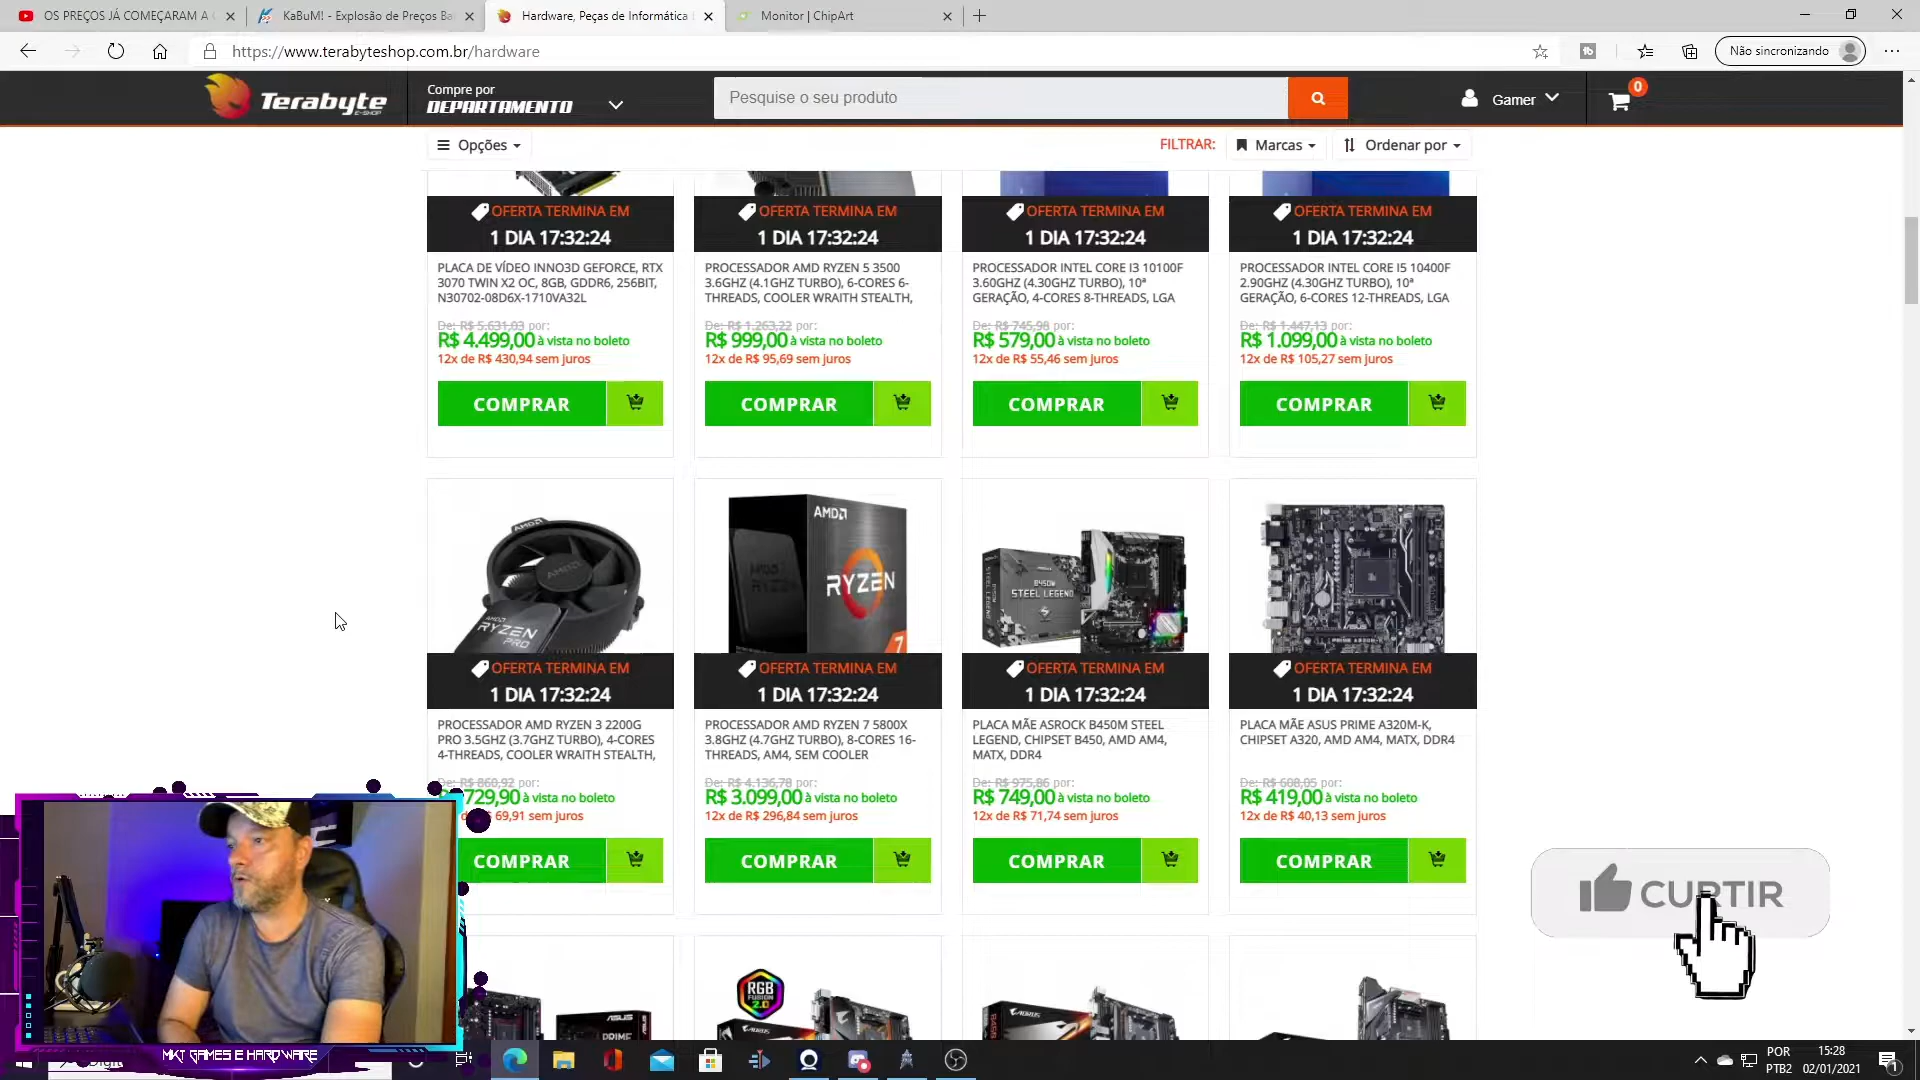 OS PREÇOS JÁ COMEÇARAM A
KaBuM! - Explosão de Preços Ba
Hardware, Peças de Informática
Monitor | ChipArt
https://www.terabyteshop.com.br/hardware
Não sincronizando
Terabyte
E-SHOP
Compre por
DEPARTAMENTO
Pesquise o seu produto
Gamer
0
Opções
FILTRAR:
Marcas
Ordenar por
OFERTA TERMINA EM
1 DIA 17:32:24
PLACA DE VÍDEO INNO3D GEFORCE, RTX
3070 TWIN X2 OC, 8GB, GDDR6, 256BIT,
N30702-08D6X-1710VA32L
De: R$ 5.631,03 por:
R$ 4.499,00 à vista no boleto
12x de R$ 430,94 sem juros
COMPRAR
OFERTA TERMINA EM
1 DIA 17:32:24
PROCESSADOR AMD RYZEN 5 3500
3.6GHZ (4.1GHZ TURBO), 6-CORES 6-
THREADS, COOLER WRAITH STEALTH,
De: R$ 1.263,22 por:
R$ 999,00 à vista no boleto
12x de R$ 95,69 sem juros
COMPRAR
OFERTA TERMINA EM
1 DIA 17:32:24
PROCESSADOR INTEL CORE I3 10100F
3.60GHZ (4.30GHZ TURBO), 10ª
GERAÇÃO, 4-CORES 8-THREADS, LGA
De: R$ 745,98 por:
R$ 579,00 à vista no boleto
12x de R$ 55,46 sem juros
COMPRAR
OFERTA TERMINA EM
1 DIA 17:32:24
PROCESSADOR INTEL CORE I5 10400F
2.90GHZ (4.30GHZ TURBO), 10ª
GERAÇÃO, 6-CORES 12-THREADS, LGA
De: R$ 1.447,13 por:
R$ 1.099,00 à vista no boleto
12x de R$ 105,27 sem juros
COMPRAR
AMD
AMD
RYZEN PRO
OFERTA TERMINA EM
1 DIA 17:32:24
PROCESSADOR AMD RYZEN 3 2200G
PRO 3.5GHZ (3.7GHZ TURBO), 4-CORES
4-THREADS, COOLER WRAITH STEALTH,
De: R$ 860,92 por:
729,90 à vista no boleto
69,91 sem juros
COMPRAR
AMD
RYZEN
7
OFERTA TERMINA EM
1 DIA 17:32:24
PROCESSADOR AMD RYZEN 7 5800X
3.8GHZ (4.7GHZ TURBO), 8-CORES 16-
THREADS, AM4, SEM COOLER
De: R$ 4.136,78 por:
R$ 3.099,00 à vista no boleto
12x de R$ 296,84 sem juros
COMPRAR
B450M
STEEL LEGEND
OFERTA TERMINA EM
1 DIA 17:32:24
PLACA MÃE ASROCK B450M STEEL
LEGEND, CHIPSET B450, AMD AM4,
MATX, DDR4
De: R$ 975,86 por:
R$ 749,00 à vista no boleto
12x de R$ 71,74 sem juros
COMPRAR
OFERTA TERMINA EM
1 DIA 17:32:24
PLACA MÃE ASUS PRIME A320M-K,
CHIPSET A320, AMD AM4, MATX, DDR4
De: R$ 608,05 por:
R$ 419,00 à vista no boleto
12x de R$ 40,13 sem juros
COMPRAR
CURTIR
ASUS
PRIME
RGB
FUSION 2.0
AORUS
AORUS
MKT GAMES E HARDWARE
POR
PTB2
15:28
02/01/2021
1